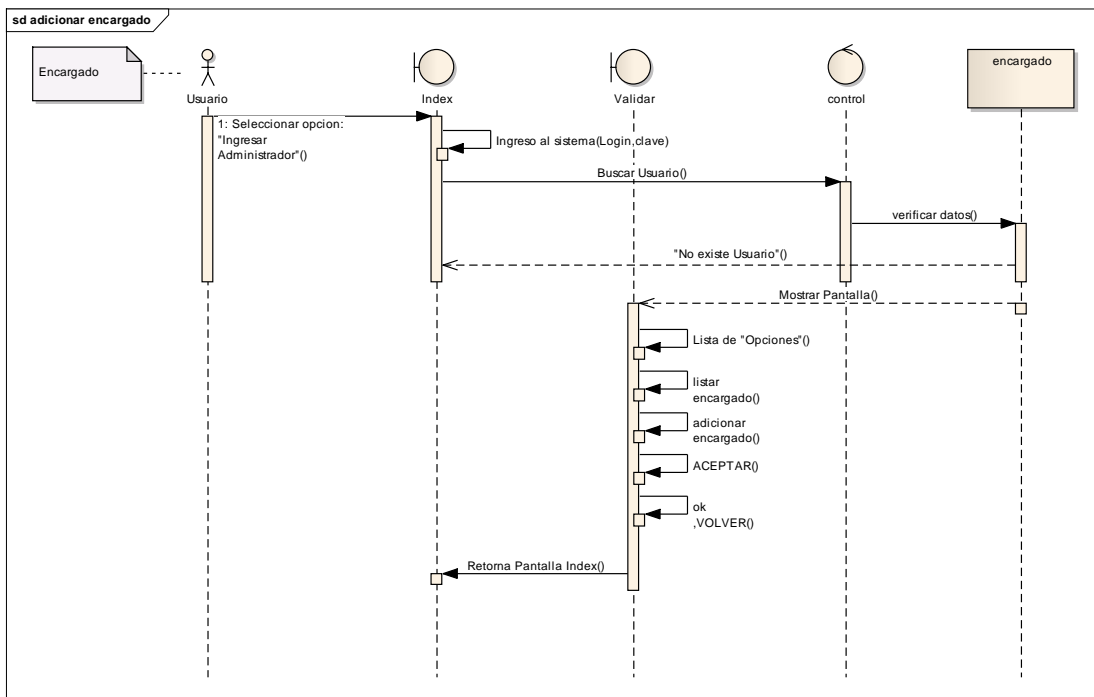 sd adicionar encargado
Encargado
Usuario
Index
Validar
control
encargado
1: Seleccionar opcion:
"Ingresar
Administrador"()
Ingreso al sistema(Login,clave)
Buscar Usuario()
verificar datos()
"No existe Usuario"()
Mostrar Pantalla()
Lista de "Opciones"()
listar
encargado()
adicionar
encargado()
ACEPTAR()
ok
,VOLVER()
Retorna Pantalla Index()